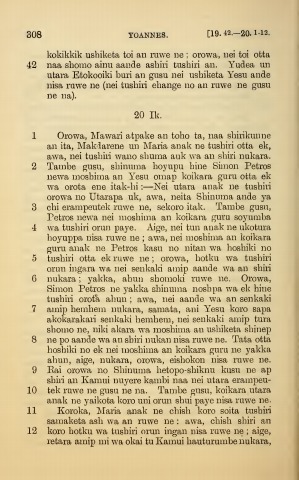 308 YOANNES. [19. 42.—20. 1-12.
kokikkik ushiketa toi an ruwe ne: orowa, nei toi otta
42 naa shomo ainu aande ashiri tushiri an. Yudea un
utara Etokooiki buri an gusu nei ushiketa Yesu ande
nisa ruwe ne (nei tushiri ehange no an ruwe ne gusu
ne na).
20 Ik.
1 Orowa, Mawari atpake an toho ta, naa shirikunne
an ita, Makdarene un Maria anak ne tushiri otta ek,
awa, nei tushiri wano shuma auk wa an shiri nukara.
2 Tambe gusu, shinuma hoyupu hine Simon Petros
newa moshima an Yesu omap koikara guru otta ek
wa orota ene itak-hi:—Nei utara anak ne tushiri
orowa no Utarapa uk, awa, neita Shinuma ande ya
3 chi erampeutek ruwe ne, sekoro itak. Tambe gusu,
Petros newa nei moshima an koikara guru soyumba
4 wa tushiri orun paye. Aige, nei tun anak ne ukotura
hoyuppa nisa ruwe ne; awa, nei moshima an koikara
guru anak ne Petros kasu no nitan wa hoshiki no
5 tushiri otta ek ruwe ne; orowa, hotku wa tushiri
orun ingara wa nei senkaki amip aande wa an shiri
6 nukara; yakka, ahun shomoki ruwe ne. Orowa,
Simon Petros ne yakka shinuma noshpa wa ek hine
tushiri orota ahun; awa, nei aande wa an senkaki
7 amip hemhem nukara, samata, ani Yesu koro sapa
akokarakari senkaki hemhem, nei senkaki amip tura
shomo ne, niki akara wa moshima an ushiketa shinep
8 ne po aande wa an shiri nukan nisa ruwe ne. Tata otta
hoshiki no ek nei moshima an koikara guru ne yakka
ahun, aige, nukara, orowa, eishokon nisa ruwe ne.
9 Rai orowa no Shinuma hetopo-shiknu kusu ne ap
shiri an Kamui nuyere kambi naa nei utara erampeu-
10 tek ruwe ne gusu ne na. Tambe gusu, koikara utara
anak ne yaikota koro uni orun shui paye nisa ruwe ne.
11 Koroka, Maria anak ne chish koro soita tushiri
samaketa ash wa an ruwe ne: awa, chish shiri an
12 koro hotku wa tushiri orun ingan nisa ruwe ne; aige,
retara amip mi wa okai tu Kamui hauturumbe nukara,